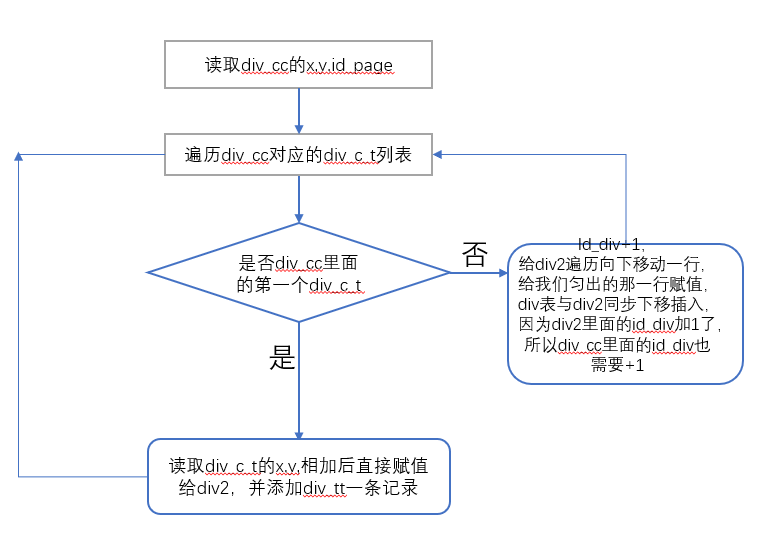 读取div_cc的x,y.id_page
遍历div_cc对应的div_c_t列表
是否div_cc里面
的第一个div_c_t
否
Id_div+1,
给div2遍历向下移动一行,
给我们匀出的那一行赋值,
div表与div2同步下移插入,
因为div2里面的id_div加1了,
所以div_cc里面的id_div也
需要+1
是
读取div_c_t的x,y,相加后直接赋值
给div2，并添加div_tt一条记录